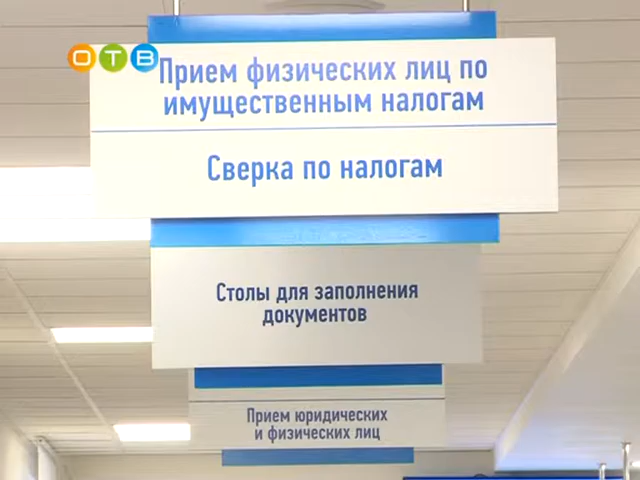 ОТВ
Прием физических лиц по
имущественным налогам
Сверка по налогам
Столы для заполнения
документов
Прием юридических
и физических лиц